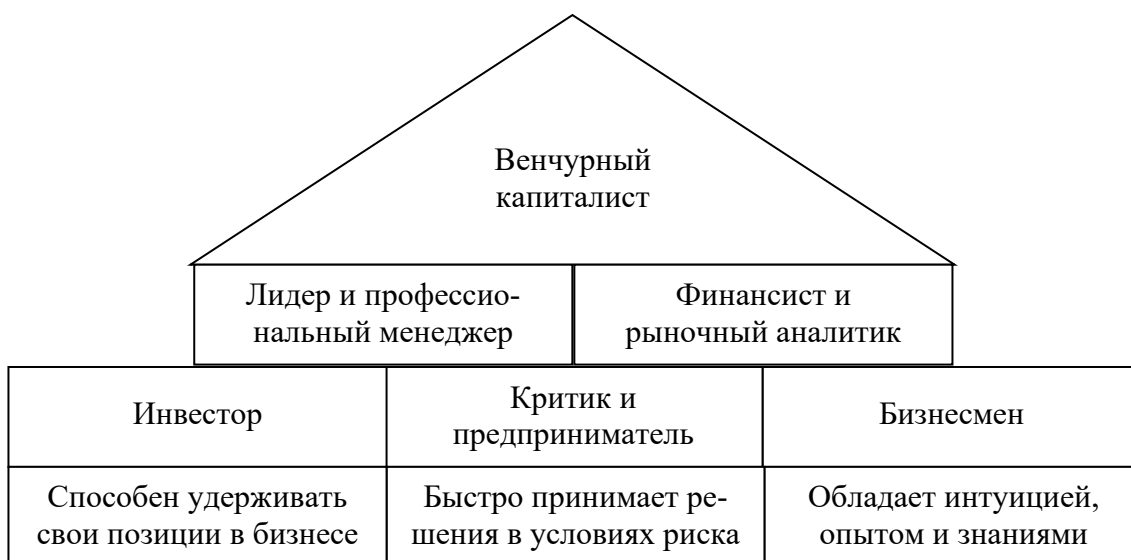 Венчурный
капиталист
Лидер и профессио-
нальный менеджер
Финансист и
рыночный аналитик
Инвестор
Критик и
предприниматель
Бизнесмен
Способен удерживать
свои позиции в бизнесе
Быстро принимает ре-
шения в условиях риска
Обладает интуицией,
опытом и знаниями